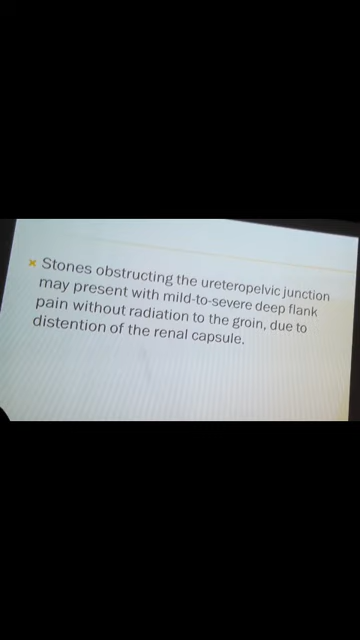 Stones obstructing the ureteropelvic junction
may present with mild-to-severe deep flank
pain without radiation to the groin, due to
distention of the renal capsule.